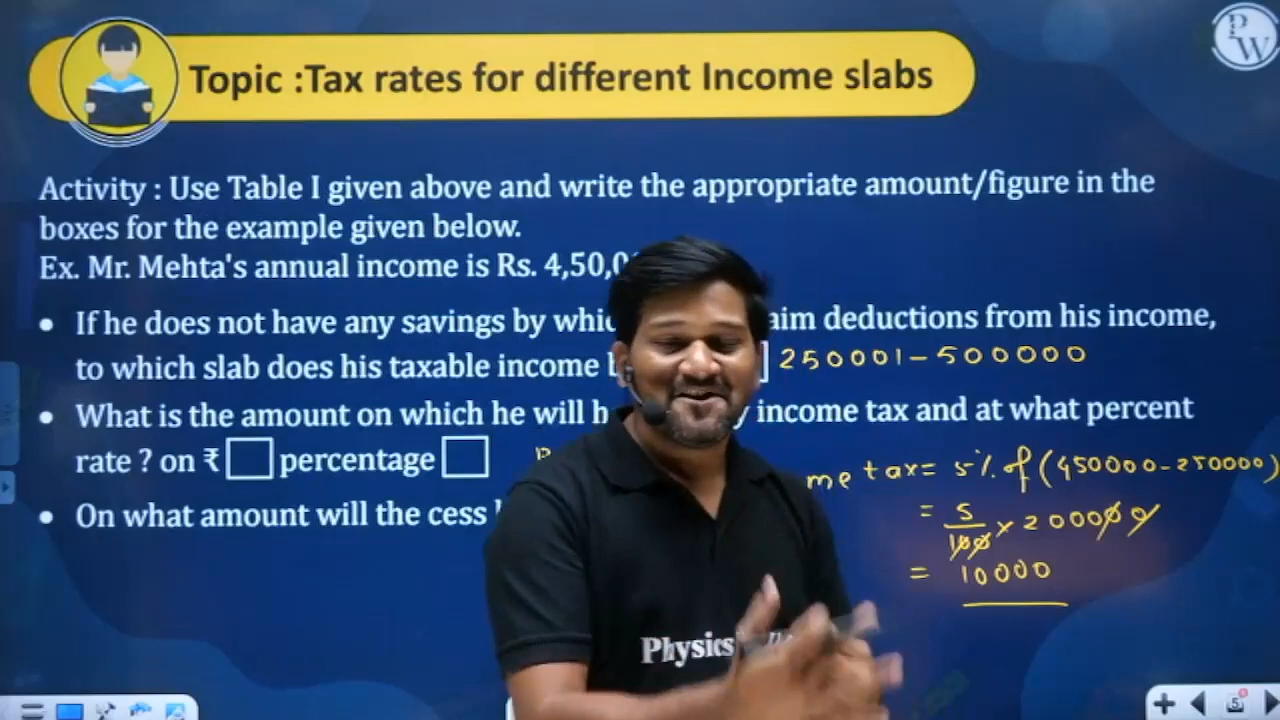 PW
Topic :Tax rates for different Income slabs
Activity : Use Table I given above and write the appropriate amount/figure in the
boxes for the example given below.
Ex. Mr. Mehta's annual income is Rs. 4,50,0
If he does not have any savings by aim deductions from his income,
to which slab does his taxable income 250001-500000
What is the amount on which he will income tax and at what percent
rate ? on ₹ percentage
me tax= 5% of (450000-250000)
= 5/100 × 200000
= 10000
On what amount will the cess
Physics